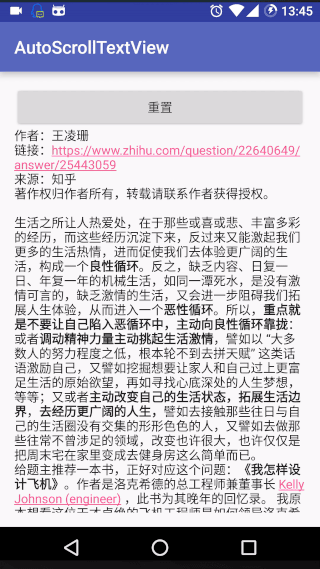 13:45
AutoScrollTextView
重置
作者：王凌珊
链接：https://www.zhihu.com/question/22640649/
answer/25443059
来源：知乎
著作权归作者所有，转载请联系作者获得授权。
生活之所让人热爱处，在于那些或喜或悲、丰富多彩
的经历，而这些经历沉淀下来，反过来又能激起我们
更多的生活热情，进而促使我们去体验更广阔的生
活，构成一个良性循环。反之，缺乏内容、日复一
日、年复一年的机械生活，如同一潭死水，是没有激
情可言的，缺乏激情的生活，又会进一步阻碍我们拓
展人生体验，从而进入一个恶性循环。所以，重点就
是不要让自己陷入恶循环中，主动向良性循环靠拢：
或者调动精神力量主动挑起生活激情，譬如以 “大多
数人的努力程度之低，根本轮不到去拼天赋” 这类话
语激励自己，又譬如挖掘想要让家人和自己过上更富
足生活的原始欲望，再如寻找心底深处的人生梦想，
等等；又或者主动改变自己的生活状态，拓展生活边
界，去经历更广阔的人生，譬如去接触那些往日与自
己的生活圈没有交集的形形色色的人，又譬如去做那
些往常不曾涉足的领域，改变也许很大，也许仅仅是
把周末宅在家里变成去健身房这么简单而已。
给题主推荐一本书，正好对应这个问题：《我怎样设
计飞机》。作者是洛克希德的总工程师兼董事长 Kelly
Johnson (engineer) ，此书为其晚年的回忆录。 我原
本想看这位天才卓绝的飞机工程师是如何领导洛克希